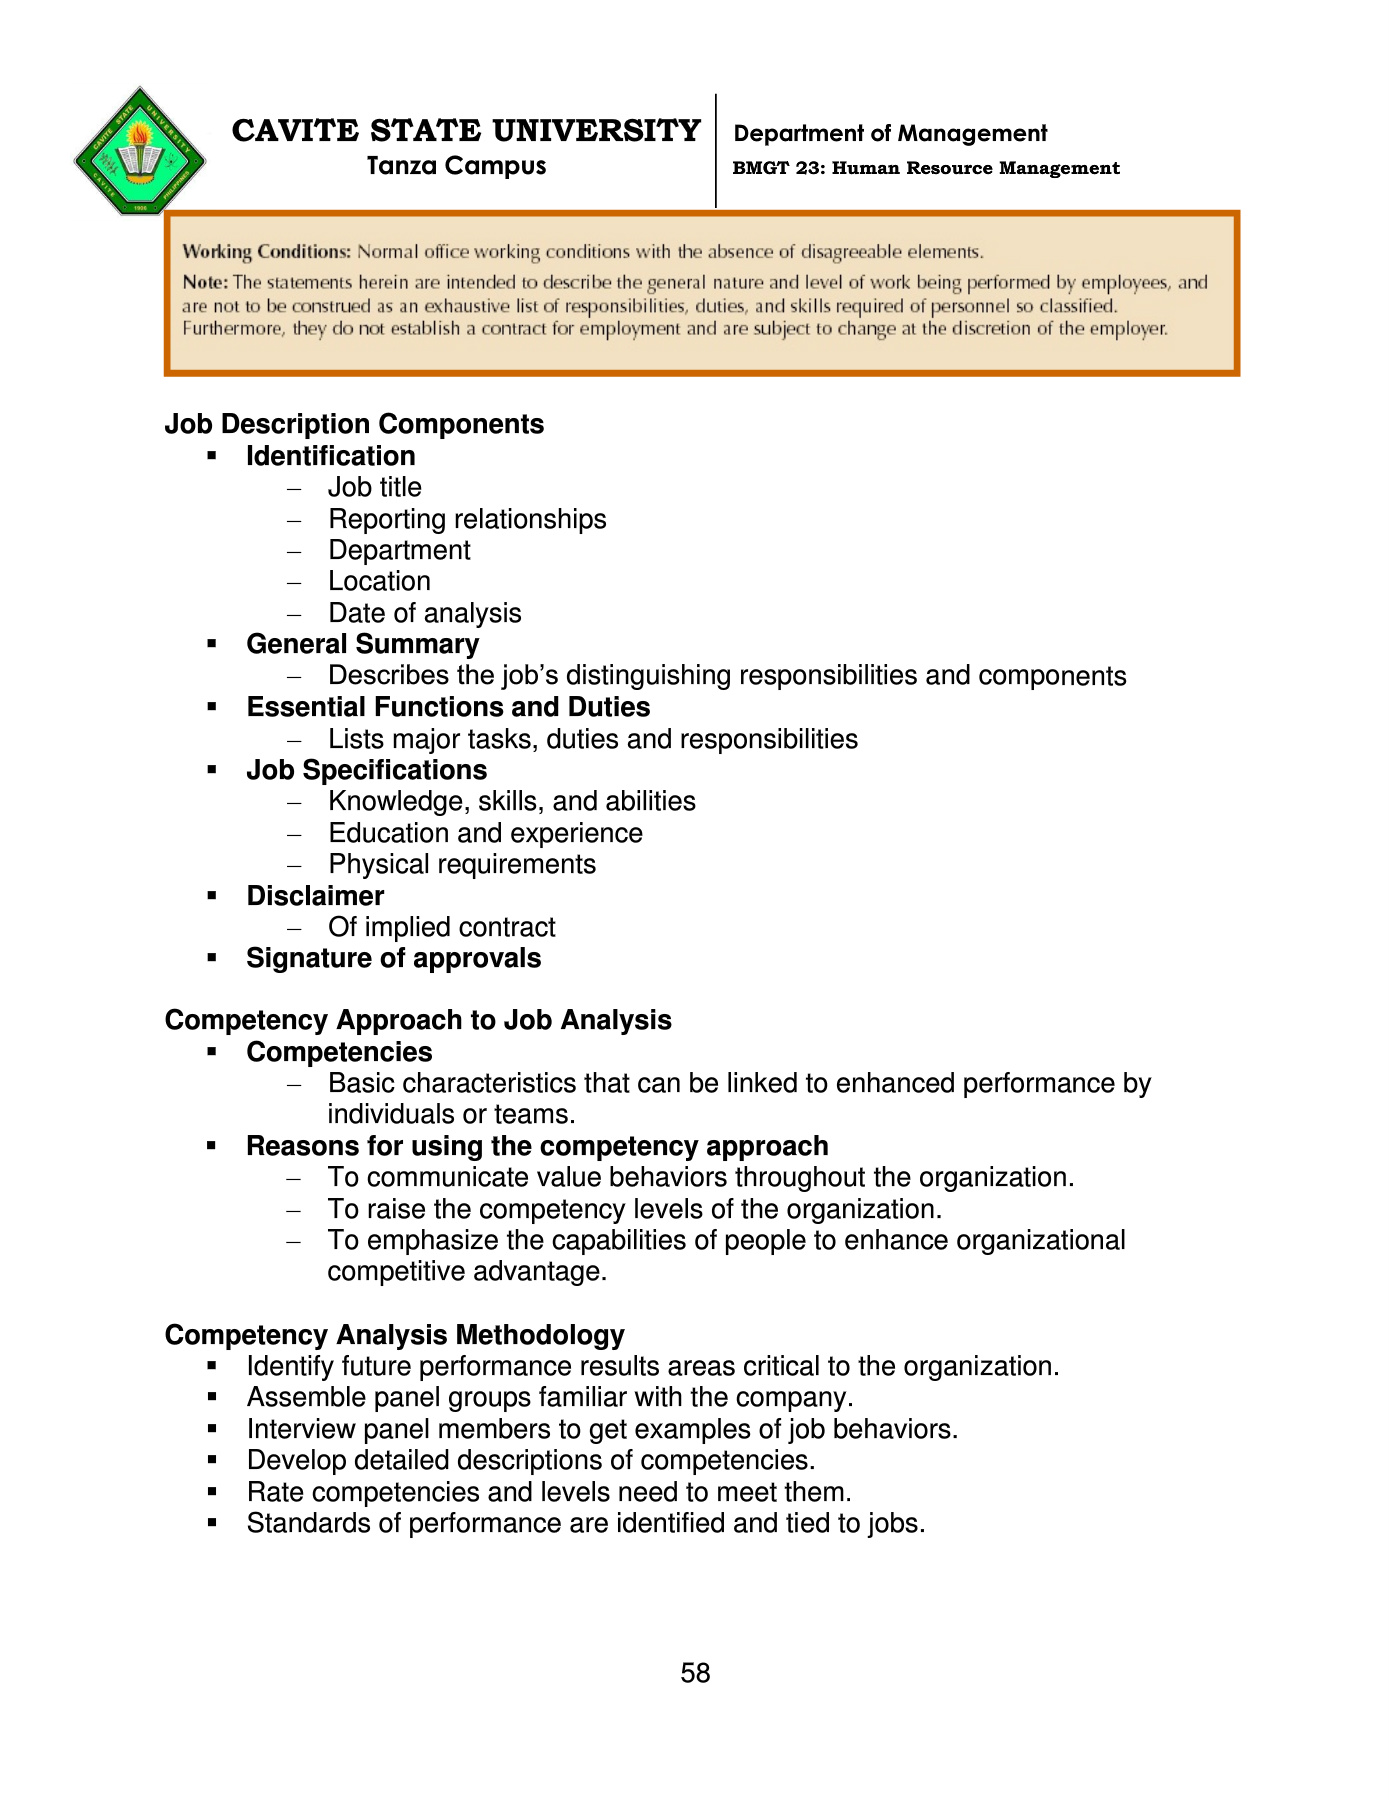 CAVITE STATE UNIVERSITY
Tanza Campus
Department of Management
BMGT 23: Human Resource Management
CAVITE STATE UNIVERSITY
CAVITE PHILIPPINES
1906
Working Conditions: Normal office working conditions with the absence of disagreeable elements.
Note: The statements herein are intended to describe the general nature and level of work being performed by employees, and
are not to be construed as an exhaustive list of responsibilities, duties, and skills required of personnel so classified.
Furthermore, they do not establish a contract for employment and are subject to change at the discretion of the employer.
Job Description Components
▪ Identification
– Job title
– Reporting relationships
– Department
– Location
– Date of analysis
▪ General Summary
– Describes the job’s distinguishing responsibilities and components
▪ Essential Functions and Duties
– Lists major tasks, duties and responsibilities
▪ Job Specifications
– Knowledge, skills, and abilities
– Education and experience
– Physical requirements
▪ Disclaimer
– Of implied contract
▪ Signature of approvals
Competency Approach to Job Analysis
▪ Competencies
– Basic characteristics that can be linked to enhanced performance by
individuals or teams.
▪ Reasons for using the competency approach
– To communicate value behaviors throughout the organization.
– To raise the competency levels of the organization.
– To emphasize the capabilities of people to enhance organizational
competitive advantage.
Competency Analysis Methodology
▪ Identify future performance results areas critical to the organization.
▪ Assemble panel groups familiar with the company.
▪ Interview panel members to get examples of job behaviors.
▪ Develop detailed descriptions of competencies.
▪ Rate competencies and levels need to meet them.
▪ Standards of performance are identified and tied to jobs.
58